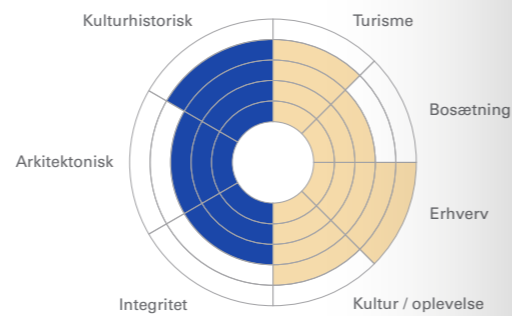 Kulturhistorisk
Turisme
Bosætning
Arkitektonisk
Erhverv
Integritet
Kultur / oplevelse